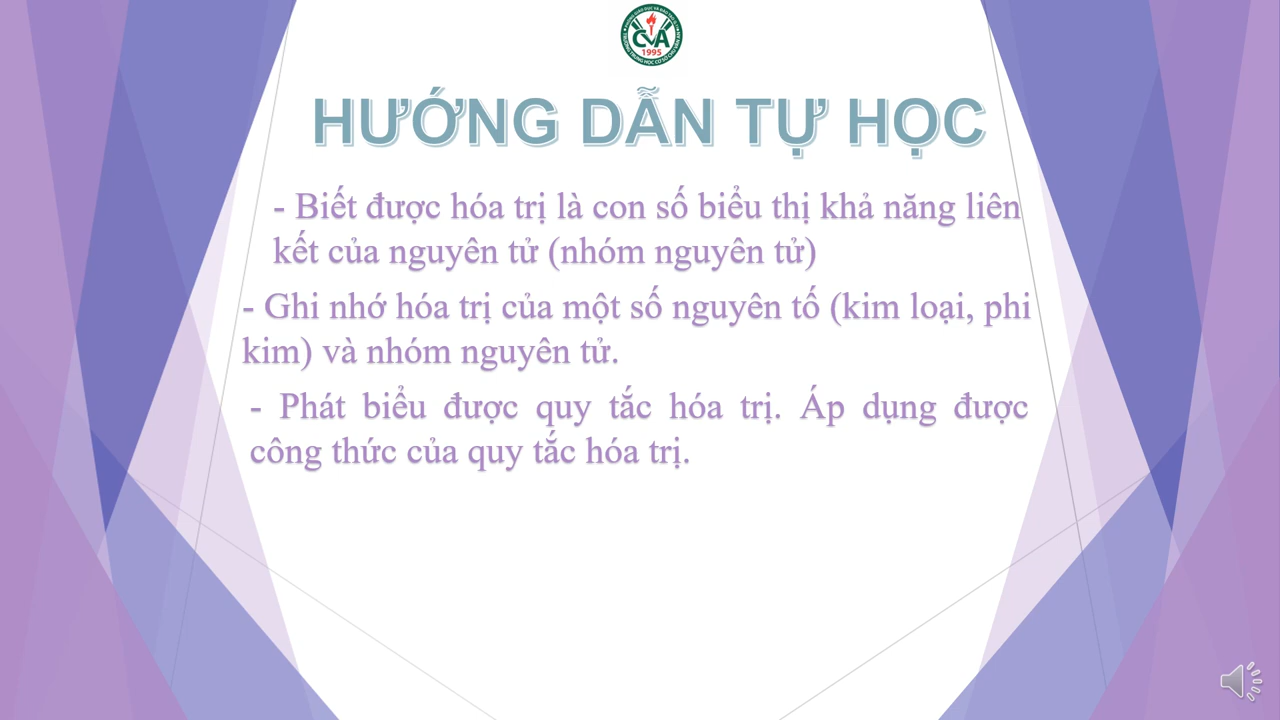 CVA
1995
HƯỚNG DẪN TỰ HỌC
- Biết được hóa trị là con số biểu thị khả năng liên
kết của nguyên tử (nhóm nguyên tử)
- Ghi nhớ hóa trị của một số nguyên tố (kim loại, phi
kim) và nhóm nguyên tử.
- Phát biểu được quy tắc hóa trị. Áp dụng được
công thức của quy tắc hóa trị.